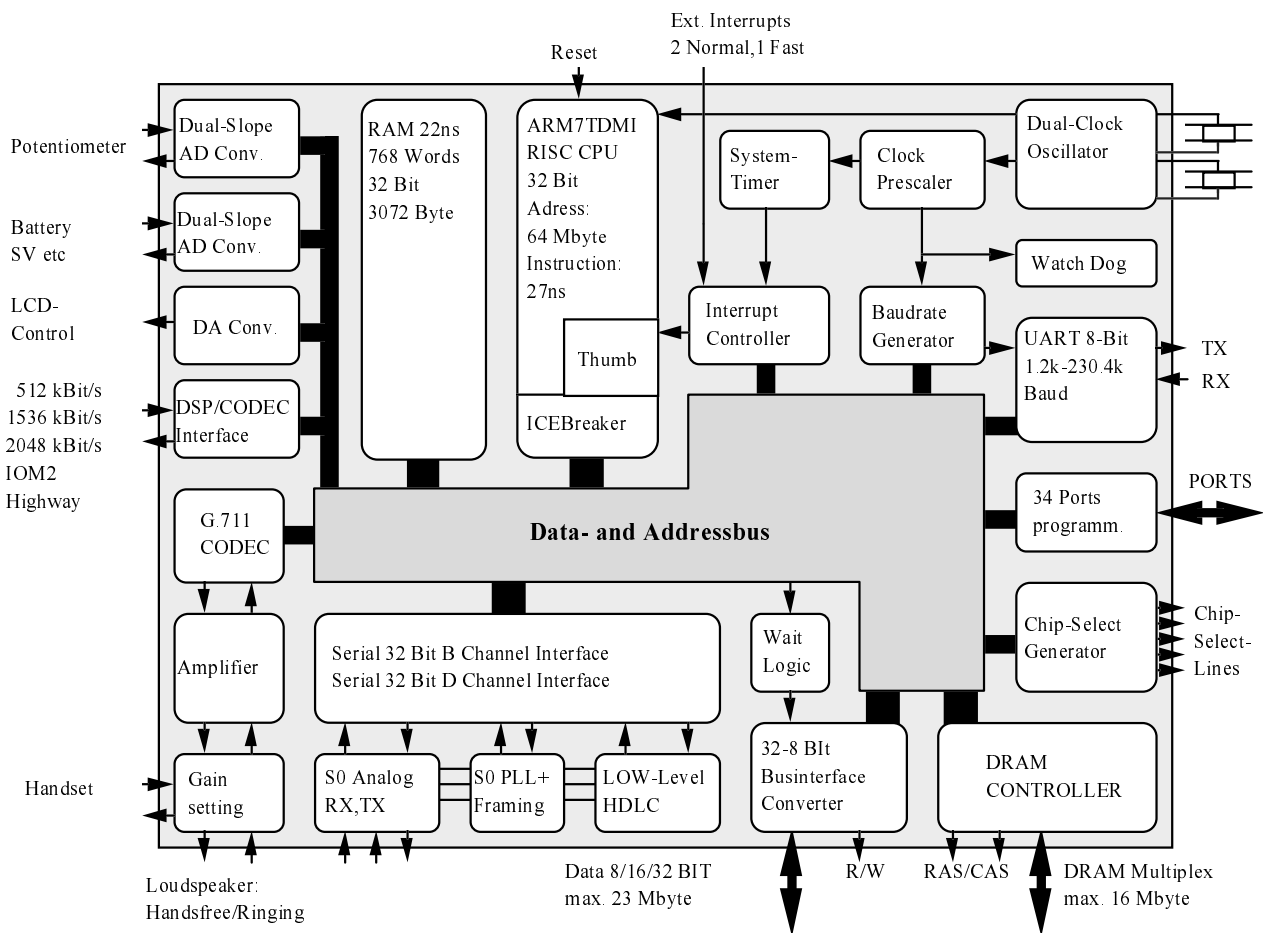 Ext. Interrupts
2 Normal,1 Fast
Reset
Potentiometer
Dual-Slope
AD Conv.
RAM 22ns
768 Words
32 Bit
3072 Byte
ARM7TDMI
RISC CPU
32 Bit
Adress:
64 Mbyte
Instruction:
27ns
Thumb
ICEBreaker
System-
Timer
Clock
Prescaler
Dual-Clock
Oscillator
Battery
SV etc
Dual-Slope
AD Conv.
Watch Dog
LCD-
Control
DA Conv.
Interrupt
Controller
Baudrate
Generator
UART 8-Bit
1.2k-230.4k
Baud
TX
RX
512 kBit/s
1536 kBit/s
2048 kBit/s
IOM2
Highway
DSP/CODEC
Interface
G.711
CODEC
Data- and Addressbus
34 Ports
programm.
PORTS
Amplifier
Serial 32 Bit B Channel Interface
Serial 32 Bit D Channel Interface
Wait
Logic
Chip-Select
Generator
Chip-
Select-
Lines
Handset
Gain
setting
S0 Analog
RX,TX
S0 PLL+
Framing
LOW-Level
HDLC
32-8 BIt
Businterface
Converter
DRAM
CONTROLLER
Loudspeaker:
Handsfree/Ringing
Data 8/16/32 BIT
max. 23 Mbyte
R/W
RAS/CAS
DRAM Multiplex
max. 16 Mbyte